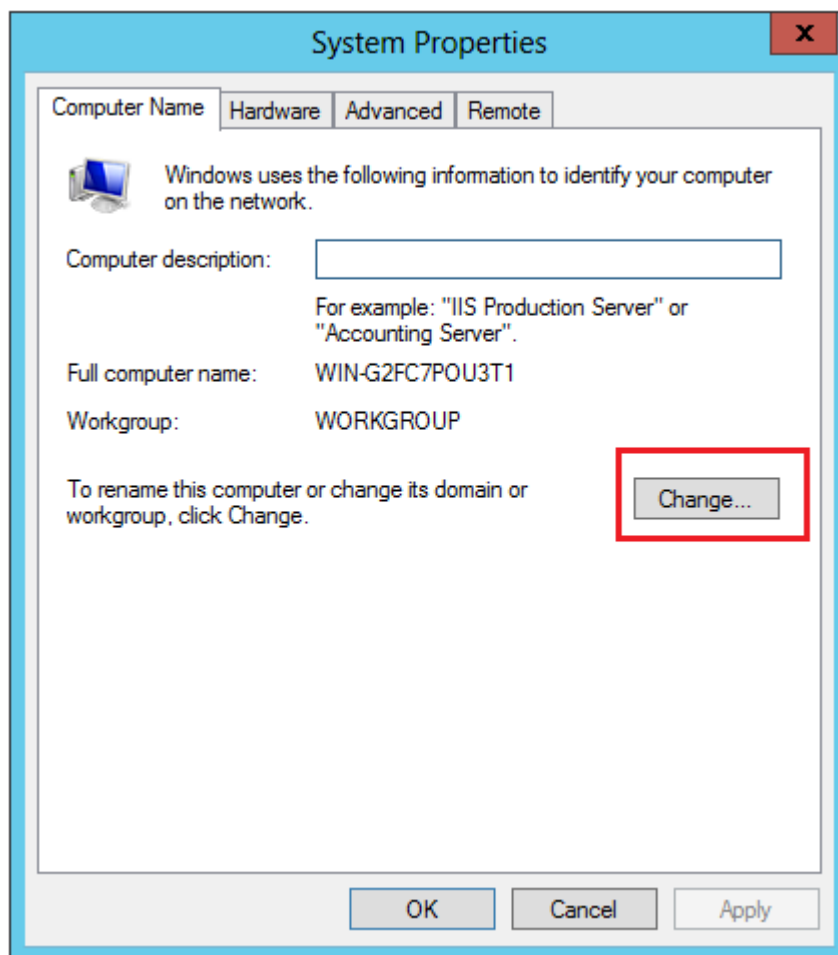 System Properties
x
Computer Name Hardware Advanced Remote
Windows uses the following information to identify your computer
on the network.
Computer description:
For example: "IIS Production Server" or
"Accounting Server".
Full computer name: WIN-G2FC7POU3T1
Workgroup: WORKGROUP
To rename this computer or change its domain or
workgroup, click Change.
Change...
OK Cancel Apply